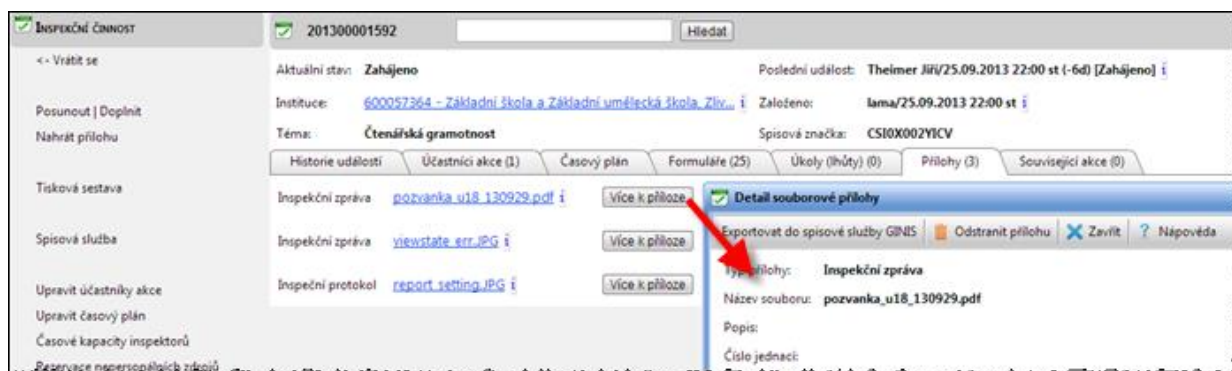 INSPEKČNÍ ČINNOST
<- Vrátit se
Posunout | Doplnit
Nahrát přílohu
Tisková sestava
Spisová služba
Upravit účastníky akce
Upravit časový plán
Časové kapacity inspektorů
Reservace nepersonálních zdrojů
201300001592
Hledat
Aktuální stav: Zahájeno
Poslední událost: Theimer Jiří/25.09.2013 22:00 st (-6d) [Zahájeno] i
Instituce: 600057364 - Základní škola a Základní umělecká škola, Zliv... i
Založeno: lama/25.09.2013 22:00 st i
Téma: Čtenářská gramotnost
Spisová značka: CSI0X002YICV
Historie událostí
Účastníci akce (1)
Časový plán
Formuláře (25)
Úkoly (lhůty) (0)
Přílohy (3)
Související akce (0)
Inspekční zpráva pozvanka_u18_130929.pdf i Více k příloze
Inspekční zpráva viewstate_err.JPG i Více k příloze
Inspeční protokol report_setting.JPG i Více k příloze
Detail souborové přílohy
Exportovat do spisové služby GINIS
Odstranit přílohu
Zavřít
? Nápověda
Typ přílohy: Inspekční zpráva
Název souboru: pozvanka_u18_130929.pdf
Popis:
Číslo jednací: